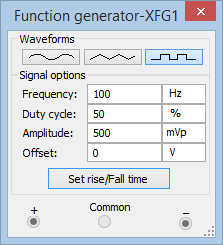 Function generator-XFG1
Waveforms
Signal options
Frequency: 100 Hz
Duty cycle: 50 %
Amplitude: 500 mVp
Offset: 0 V
Set rise/Fall time
+ Common −